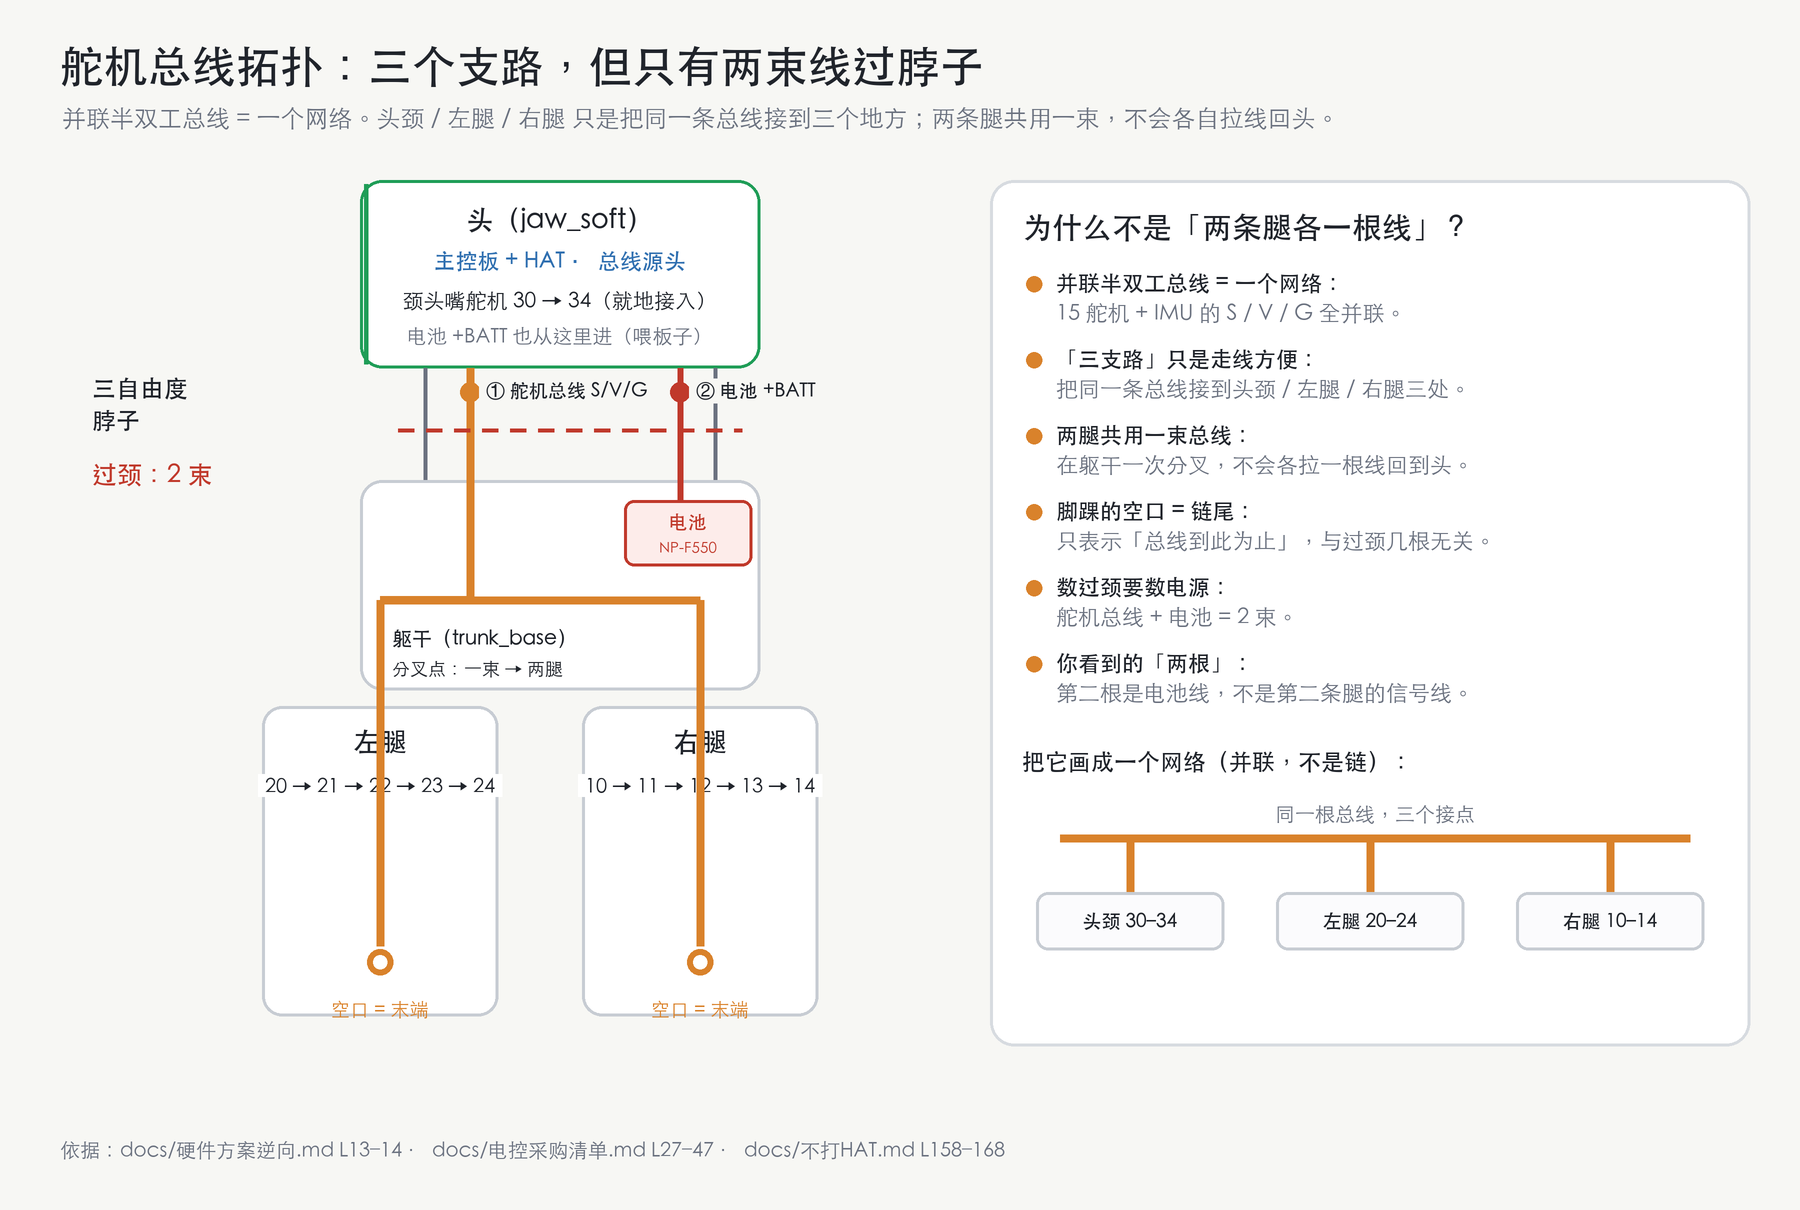 舵机总线拓扑：三个支路，但只有两束线过脖子
并联半双工总线 = 一个网络。头颈 / 左腿 / 右腿 只是把同一条总线接到三个地方；两条腿共用一束，不会各自拉线回头。
头（jaw_soft）
主控板 + HAT · 总线源头
颈头嘴舵机 30 → 34（就地接入）
电池 +BATT 也从这里进（喂板子）
① 舵机总线 S/V/G
② 电池 +BATT
三自由度
脖子
过颈：2 束
电池
NP-F550
躯干（trunk_base）
分叉点：一束 → 两腿
左腿
20 → 21 → 22 → 23 → 24
空口 = 末端
右腿
10 → 11 → 12 → 13 → 14
空口 = 末端
为什么不是「两条腿各一根线」？
并联半双工总线 = 一个网络：
15 舵机 + IMU 的 S / V / G 全并联。
「三支路」只是走线方便：
把同一条总线接到头颈 / 左腿 / 右腿三处。
两腿共用一束总线：
在躯干一次分叉，不会各拉一根线回到头。
脚踝的空口 = 链尾：
只表示「总线到此为止」，与过颈几根无关。
数过颈要数电源：
舵机总线 + 电池 = 2 束。
你看到的「两根」：
第二根是电池线，不是第二条腿的信号线。
把它画成一个网络（并联，不是链）：
同一根总线，三个接点
头颈 30–34
左腿 20–24
右腿 10–14
依据：docs/硬件方案逆向.md L13–14 · docs/电控采购清单.md L27–47 · docs/不打HAT.md L158–168